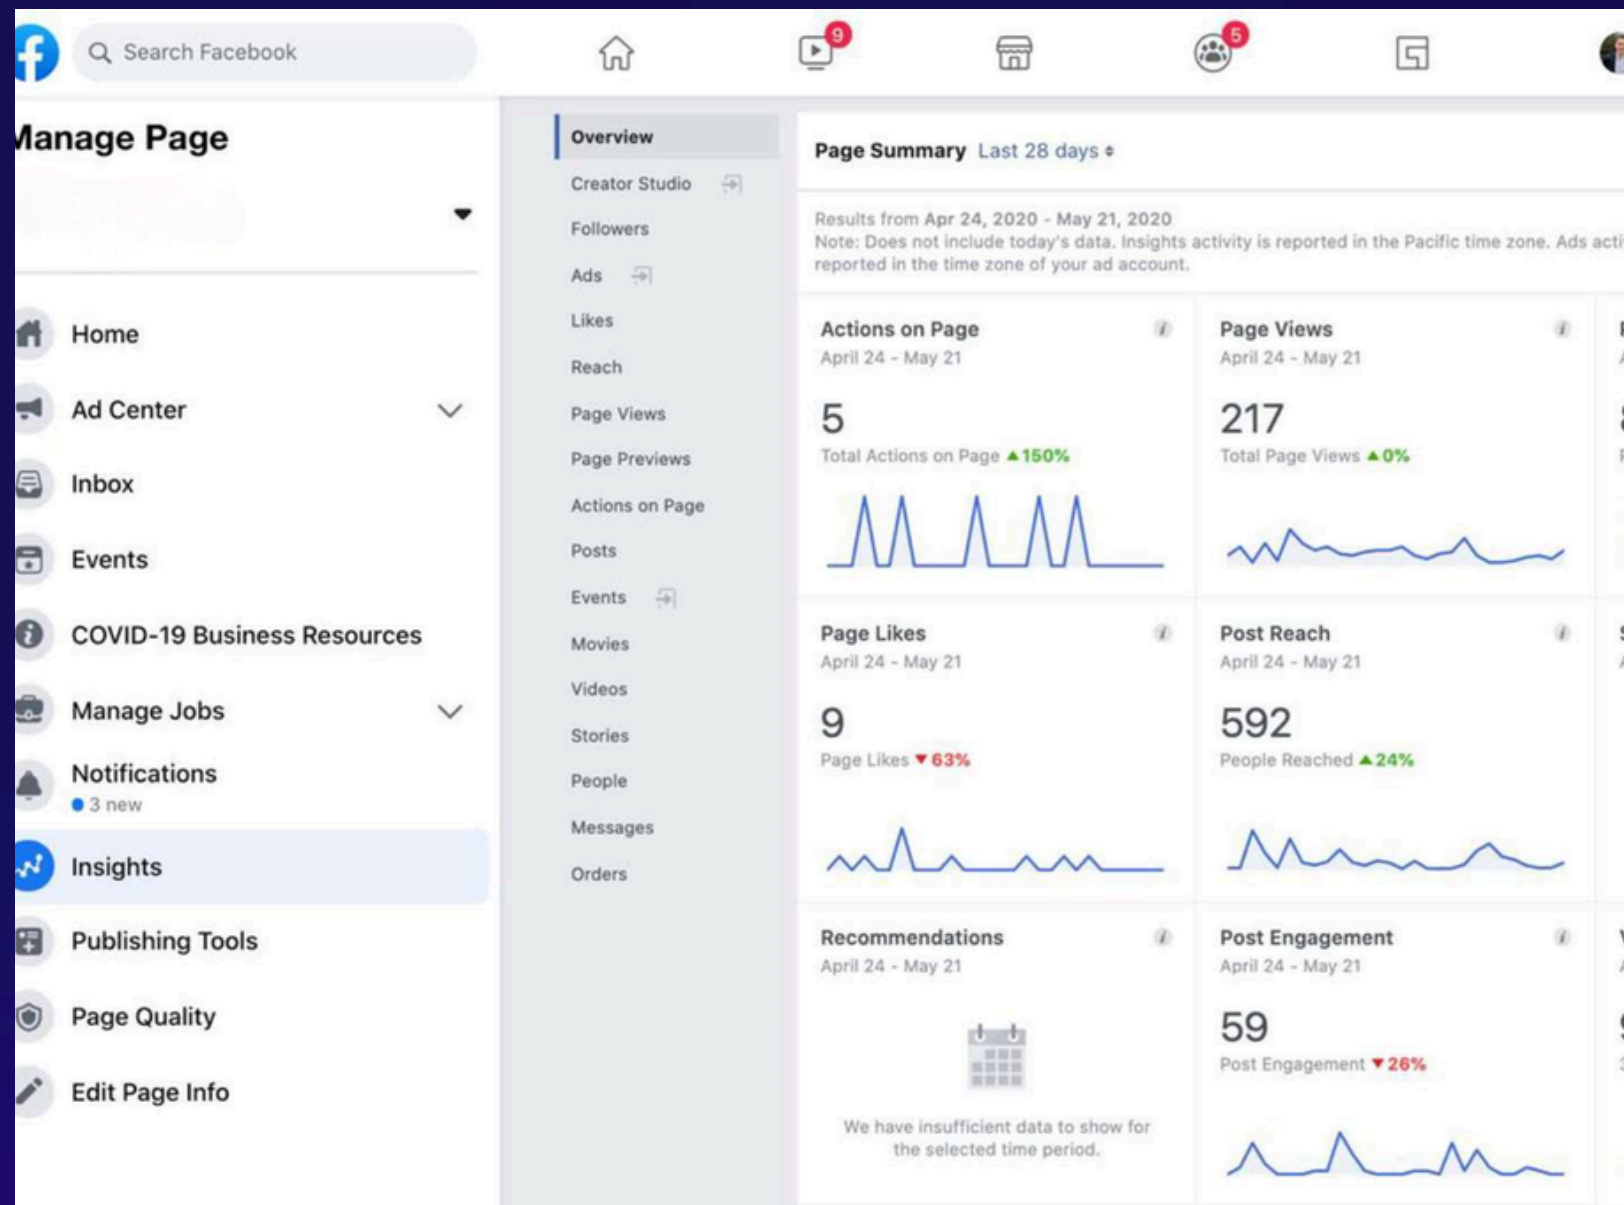 Search Facebook
9
5
Manage Page
Home
Ad Center
Inbox
Events
COVID-19 Business Resources
Manage Jobs
Notifications
3 new
Insights
Publishing Tools
Page Quality
Edit Page Info
Overview
Creator Studio
Followers
Ads
Likes
Reach
Page Views
Page Previews
Actions on Page
Posts
Events
Movies
Videos
Stories
People
Messages
Orders
Page Summary Last 28 days
Results from Apr 24, 2020 - May 21, 2020
Note: Does not include today's data. Insights activity is reported in the Pacific time zone. Ads
reported in the time zone of your ad account.
Actions on Page
April 24 - May 21
5
Total Actions on Page ▲150%
Page Views
April 24 - May 21
217
Total Page Views ▲0%
Page Likes
April 24 - May 21
9
Page Likes ▼63%
Post Reach
April 24 - May 21
592
People Reached ▲24%
Recommendations
April 24 - May 21
We have insufficient data to show for
the selected time period.
Post Engagement
April 24 - May 21
59
Post Engagement ▼26%